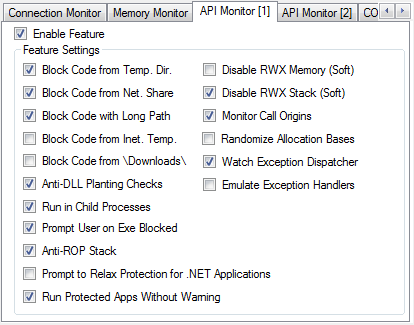 Connection Monitor Memory Monitor API Monitor [1] API Monitor [2] CO
Enable Feature
Feature Settings
Block Code from Temp. Dir.
Block Code from Net. Share
Block Code with Long Path
Block Code from Inet. Temp.
Block Code from \Downloads\
Anti-DLL Planting Checks
Run in Child Processes
Prompt User on Exe Blocked
Anti-ROP Stack
Prompt to Relax Protection for .NET Applications
Run Protected Apps Without Warning
Disable RWX Memory (Soft)
Disable RWX Stack (Soft)
Monitor Call Origins
Randomize Allocation Bases
Watch Exception Dispatcher
Emulate Exception Handlers